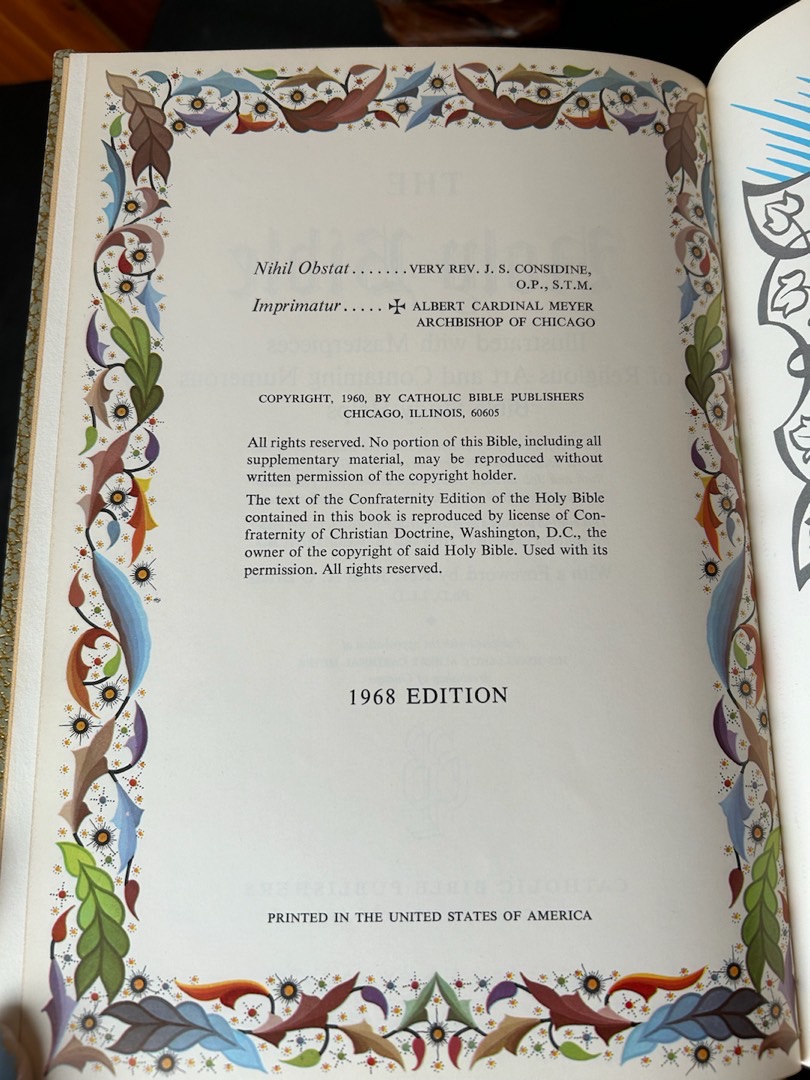 Nihil Obstat.......VERY REV. J. S. CONSIDINE,
O.P., S.T.M.
Imprimatur.....✠ ALBERT CARDINAL MEYER
ARCHBISHOP OF CHICAGO
COPYRIGHT, 1960, BY CATHOLIC BIBLE PUBLISHERS
CHICAGO, ILLINOIS, 60605
All rights reserved. No portion of this Bible, including all
supplementary material, may be reproduced without
written permission of the copyright holder.
The text of the Confraternity Edition of the Holy Bible
contained in this book is reproduced by license of Con-
fraternity of Christian Doctrine, Washington, D.C., the
owner of the copyright of said Holy Bible. Used with its
permission. All rights reserved.
1968 EDITION
PRINTED IN THE UNITED STATES OF AMERICA